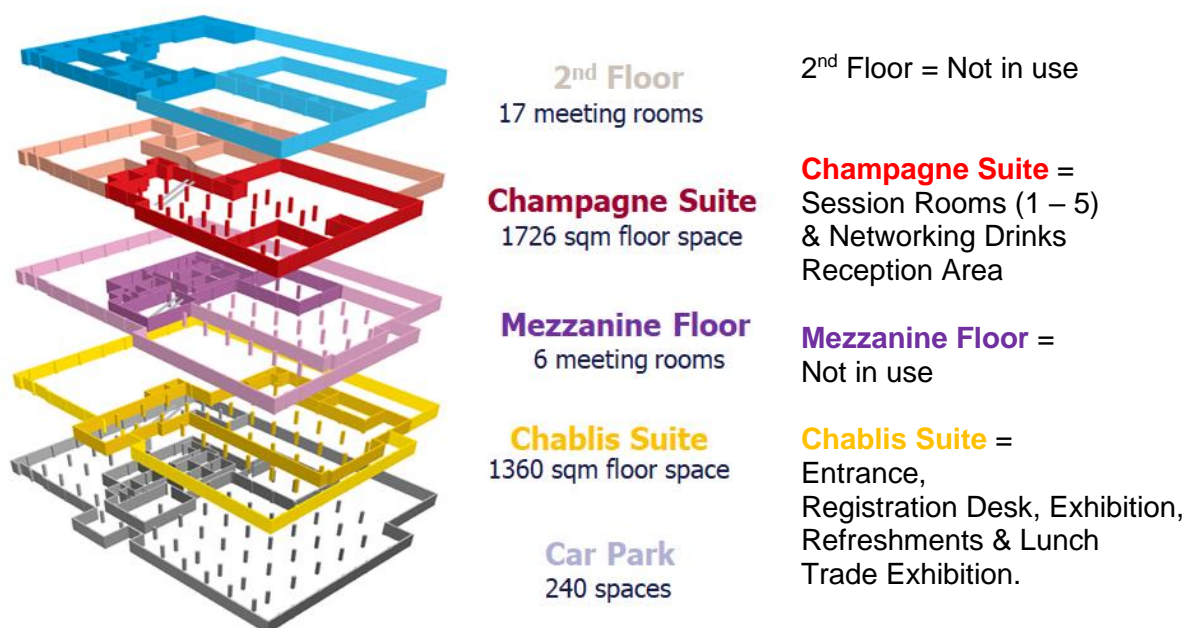 2nd Floor
17 meeting rooms
Champagne Suite
1726 sqm floor space
Mezzanine Floor
6 meeting rooms
Chablis Suite
1360 sqm floor space
Car Park
240 spaces
2nd Floor = Not in use
Champagne Suite =
Session Rooms (1 – 5)
& Networking Drinks
Reception Area
Mezzanine Floor =
Not in use
Chablis Suite =
Entrance,
Registration Desk, Exhibition,
Refreshments & Lunch
Trade Exhibition.